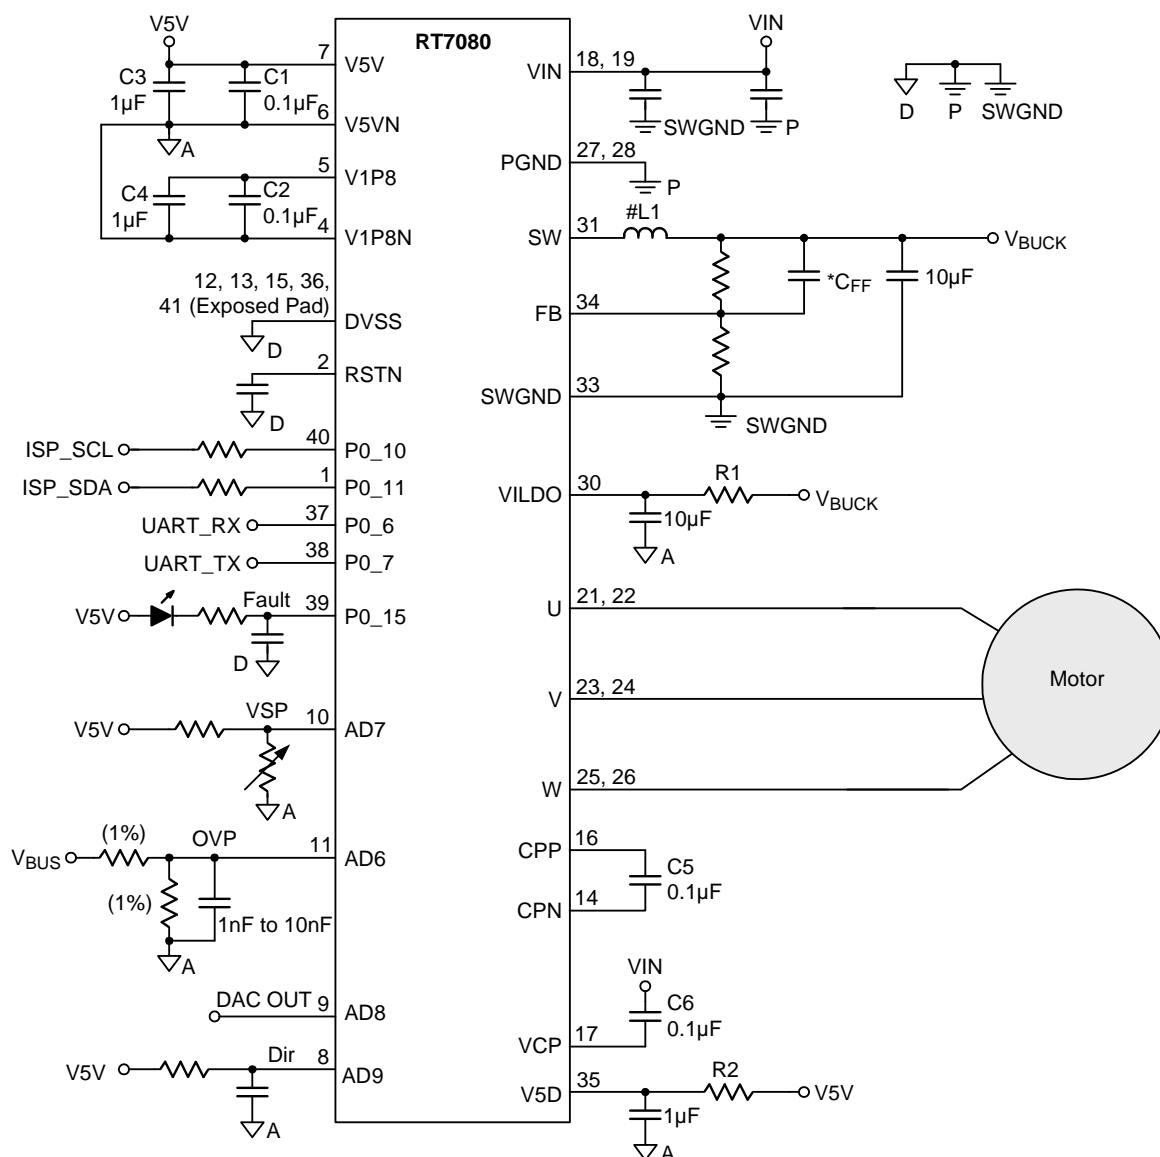 V5V
C3
1µF
C1
0.1µF
7
V5V
6
V5VN
A
5
V1P8
C4
1µF
C2
0.1µF
4
V1P8N
12, 13, 15, 36,
41 (Exposed Pad)
DVSS
D
2
RSTN
D
ISP_SCL
40
P0_10
ISP_SDA
1
P0_11
UART_RX
37
P0_6
UART_TX
38
P0_7
V5V
Fault
39
P0_15
D
V5V
VSP
10
AD7
A
(1%)
OVP
VBUS
11
AD6
(1%)
1nF to 10nF
A
DAC OUT
9
AD8
V5V
Dir
8
AD9
A
RT7080
VIN
VIN
18, 19
SWGND
P
D
P
SWGND
PGND
27, 28
P
#L1
SW
31
VBUCK
*CFF
10µF
FB
34
SWGND
33
SWGND
VILDO
30
R1
VBUCK
10µF
A
U
21, 22
V
23, 24
W
25, 26
Motor
CPP
16
C5
0.1µF
CPN
14
VIN
C6
0.1µF
VCP
17
V5D
35
R2
V5V
1µF
A